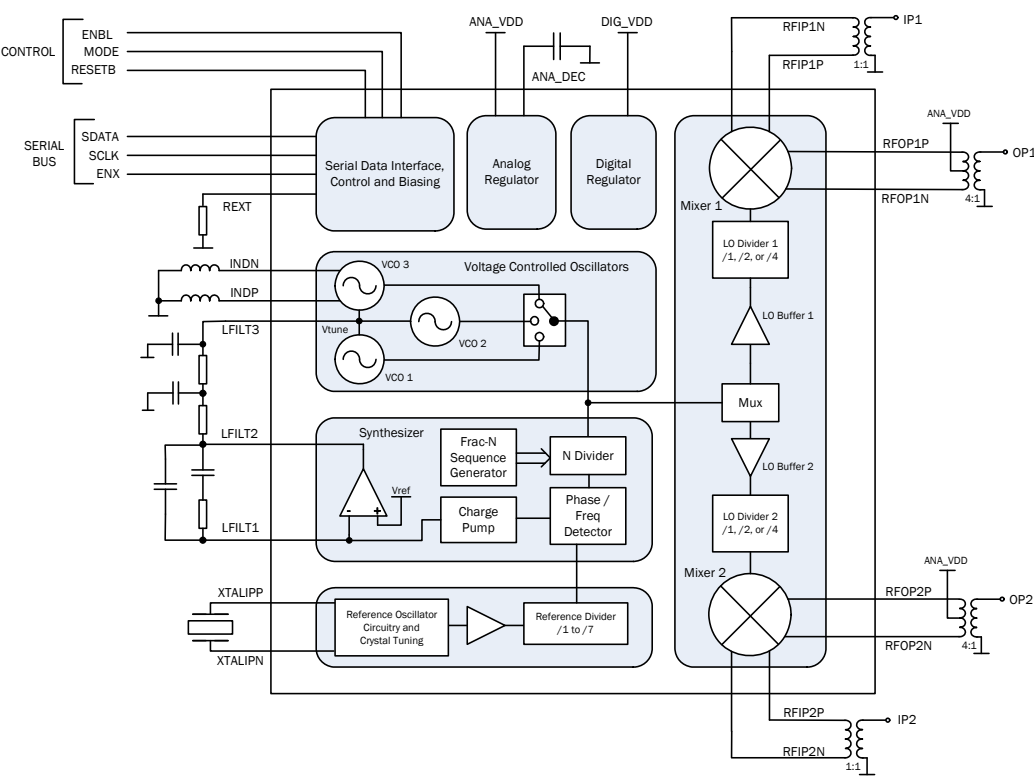 CONTROL
ENBL
MODE
RESETB
ANA_VDD
ANA_DEC
DIG_VDD
RFIP1N
RFIP1P
1:1
IP1
SERIAL
BUS
SDATA
SCLK
ENX
REXT
Serial Data Interface,
Control and Biasing
Analog
Regulator
Digital
Regulator
Mixer 1
RFOP1P
RFOP1N
ANA_VDD
4:1
OP1
LO Divider 1
/1, /2, or /4
LO Buffer 1
INDN
INDP
LFILT3
VCO 3
Voltage Controlled Oscillators
Vtune
VCO 2
VCO 1
Mux
LO Buffer 2
LFILT2
LFILT1
Synthesizer
Frac-N
Sequence
Generator
N Divider
Vref
-
+
Charge
Pump
Phase /
Freq
Detector
LO Divider 2
/1, /2, or /4
Mixer 2
RFOP2P
RFOP2N
ANA_VDD
4:1
OP2
XTALIPP
XTALIPN
Reference Oscillator
Circuitry and
Crystal Tuning
Reference Divider
/1 to /7
RFIP2P
RFIP2N
1:1
IP2